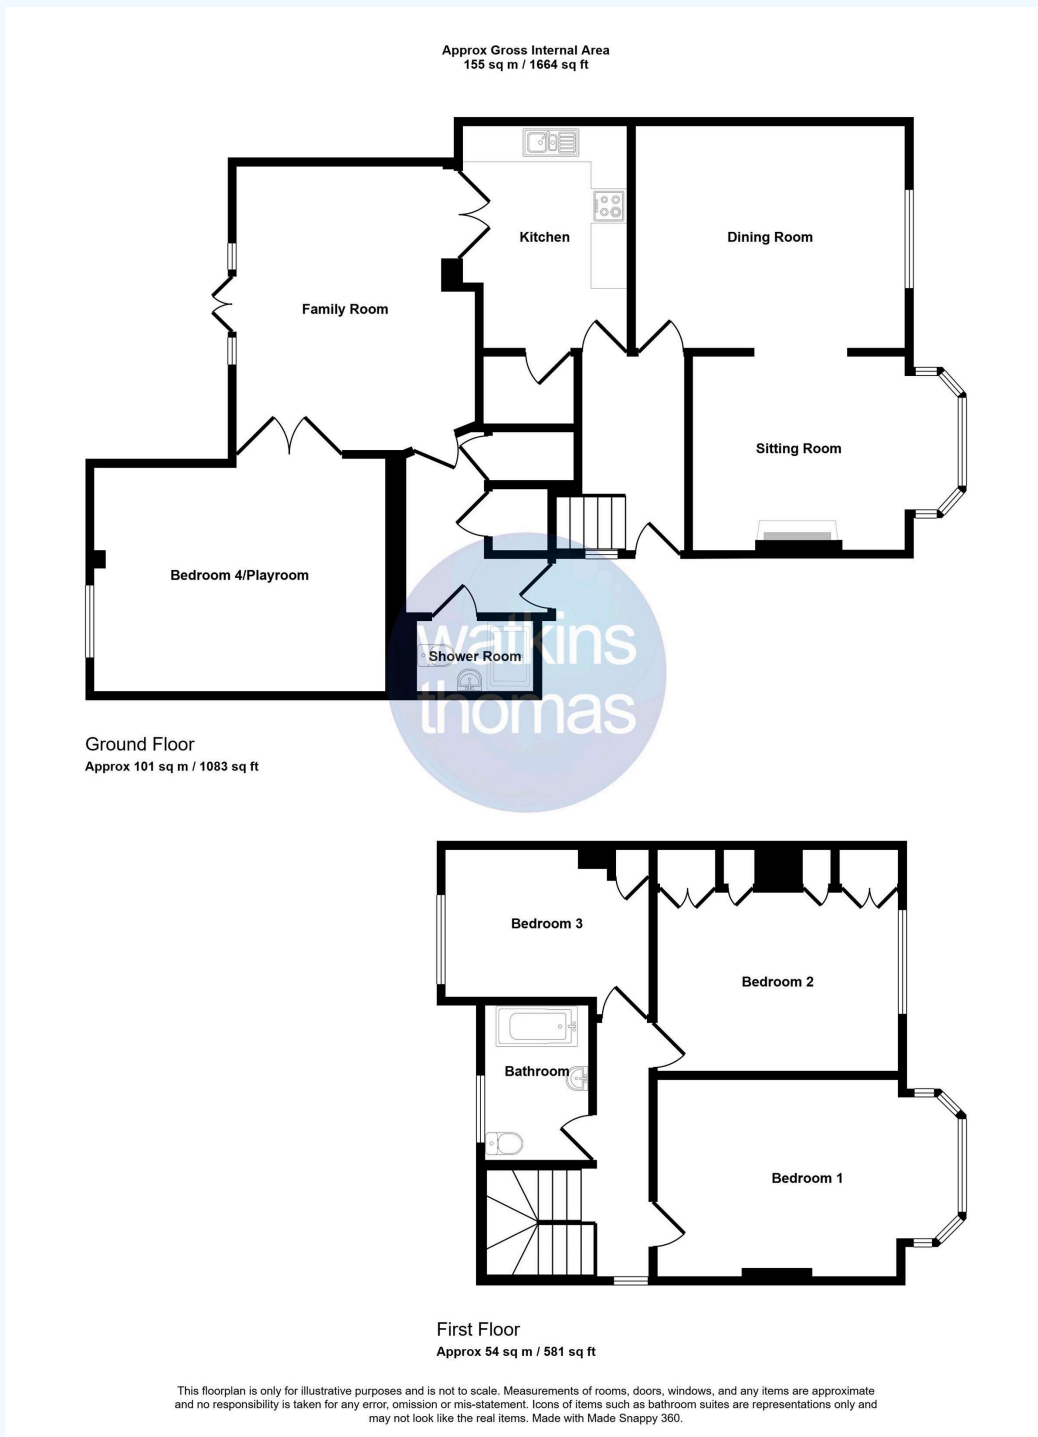 Approx Gross Internal Area
155 sq m / 1664 sq ft
Kitchen
Dining Room
Family Room
Sitting Room
Bedroom 4/Playroom
Shower Room
watkins
thomas
Ground Floor
Approx 101 sq m / 1083 sq ft
Bedroom 3
Bedroom 2
Bathroom
Bedroom 1
First Floor
Approx 54 sq m / 581 sq ft
This floorplan is only for illustrative purposes and is not to scale. Measurements of rooms, doors, windows, and any items are approximate
and no responsibility is taken for any error, omission or mis-statement. Icons of items such as bathroom suites are representations only and
may not look like the real items. Made with Made Snappy 360.